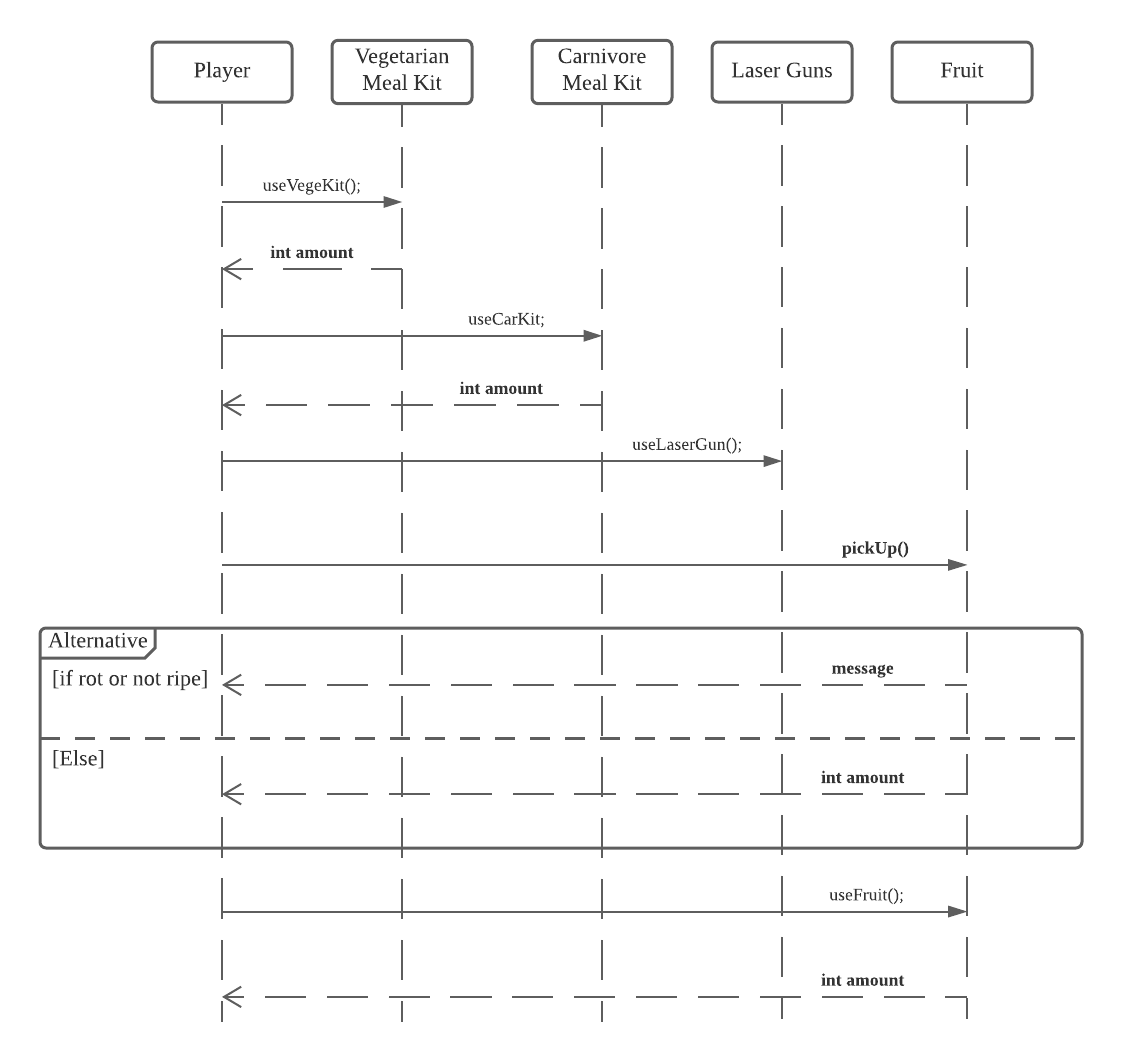 Player
Vegetarian
Meal Kit
Carnivore
Meal Kit
Laser Guns
Fruit
useVegeKit();
int amount
useCarKit;
int amount
useLaserGun();
pickUp()
Alternative
[if rot or not ripe]
message
[Else]
int amount
useFruit();
int amount